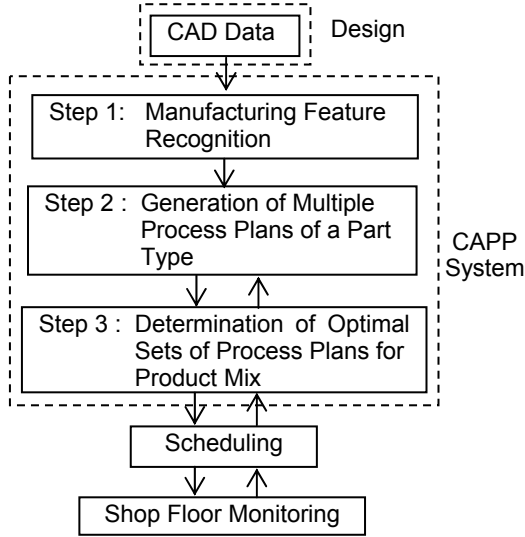 CAD Data
Design
Step 1: Manufacturing Feature
Recognition
Step 2 : Generation of Multiple
Process Plans of a Part
Type
CAPP
System
Step 3 : Determination of Optimal
Sets of Process Plans for
Product Mix
Scheduling
Shop Floor Monitoring